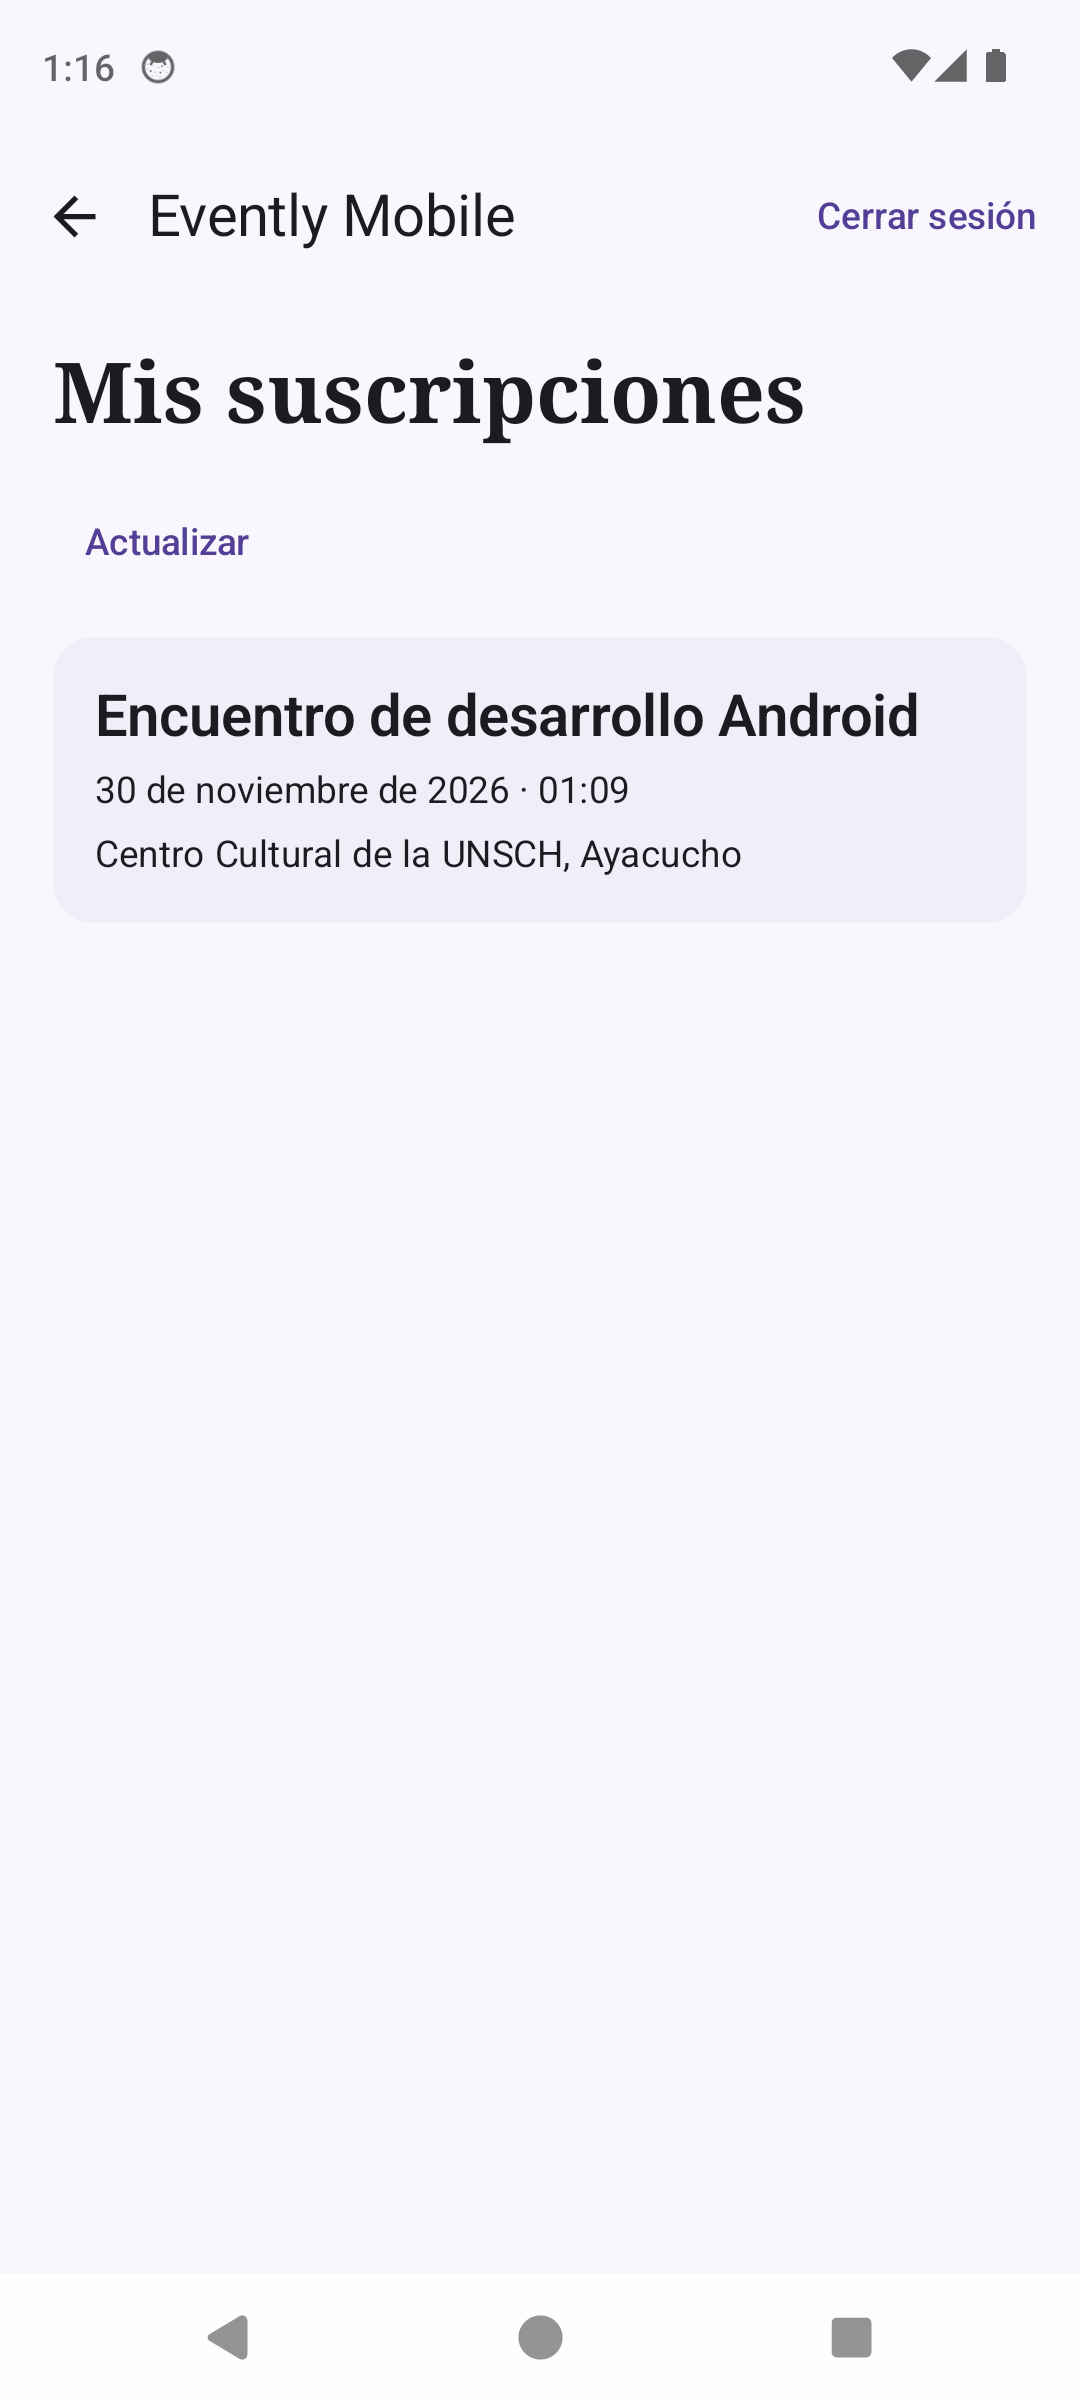 1:16
Evently Mobile
Cerrar sesión
Mis suscripciones
Actualizar
Encuentro de desarrollo Android
30 de noviembre de 2026 · 01:09
Centro Cultural de la UNSCH, Ayacucho